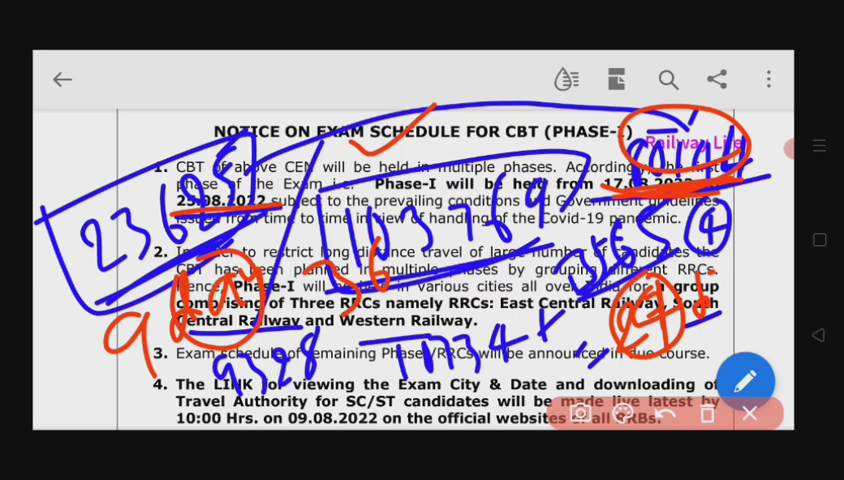 NOTICE ON EXAM SCHEDULE FOR CBT (PHASE-I)
Railway Life
1. CBT of above CEN will be held in multiple phases. Accordingly, the first
phase of the Exam i.e. Phase-I will be held from 17.08.2022
25.08.2022 subject to the prevailing conditions and Government guidelines
issued from time to time in view of handling of the Covid-19 pandemic.
2. In order to restrict long distance travel of large number of candidates the
CBT has been planned in multiple phases by grouping different RRCs.
hence, Phase-I will be held in various cities all over India for a group
comprising of Three RRCs namely RRCs: East Central Railway, South
Central Railway and Western Railway.
3. Exam schedule of remaining Phases/RRCs will be announced in due course.
4. The LINK for viewing the Exam City & Date and downloading of
Travel Authority for SC/ST candidates will be made live latest by
10:00 Hrs. on 09.08.2022 on the official websites of all RRBs.
1037697
36
9
day
9328
10734
4